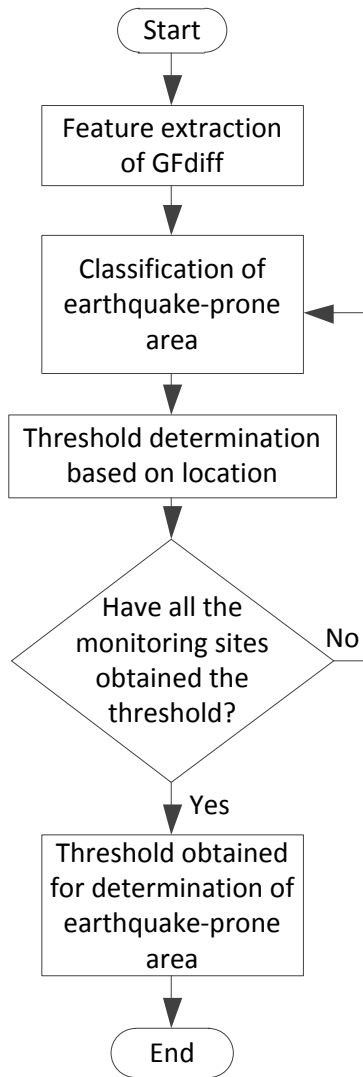 Start
Feature extraction
of GFdiff
Classification of
earthquake-prone
area
Threshold determination
based on location
Have all the
monitoring sites
obtained the
threshold?
No
Yes
Threshold obtained
for determination of
earthquake-prone
area
End